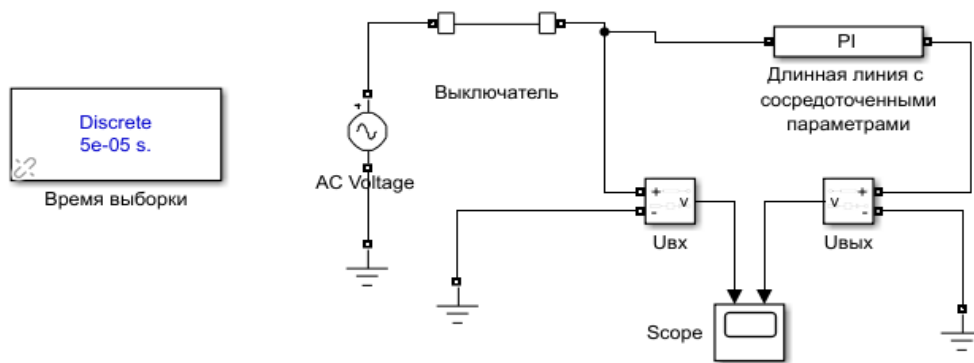 PI
Длинная линия с
сосредоточенными
параметрами
Выключатель
Discrete
5e-05 s.
Время выборки
+
AC Voltage
+
-
v
Uвх
v
+
-
Uвых
Scope